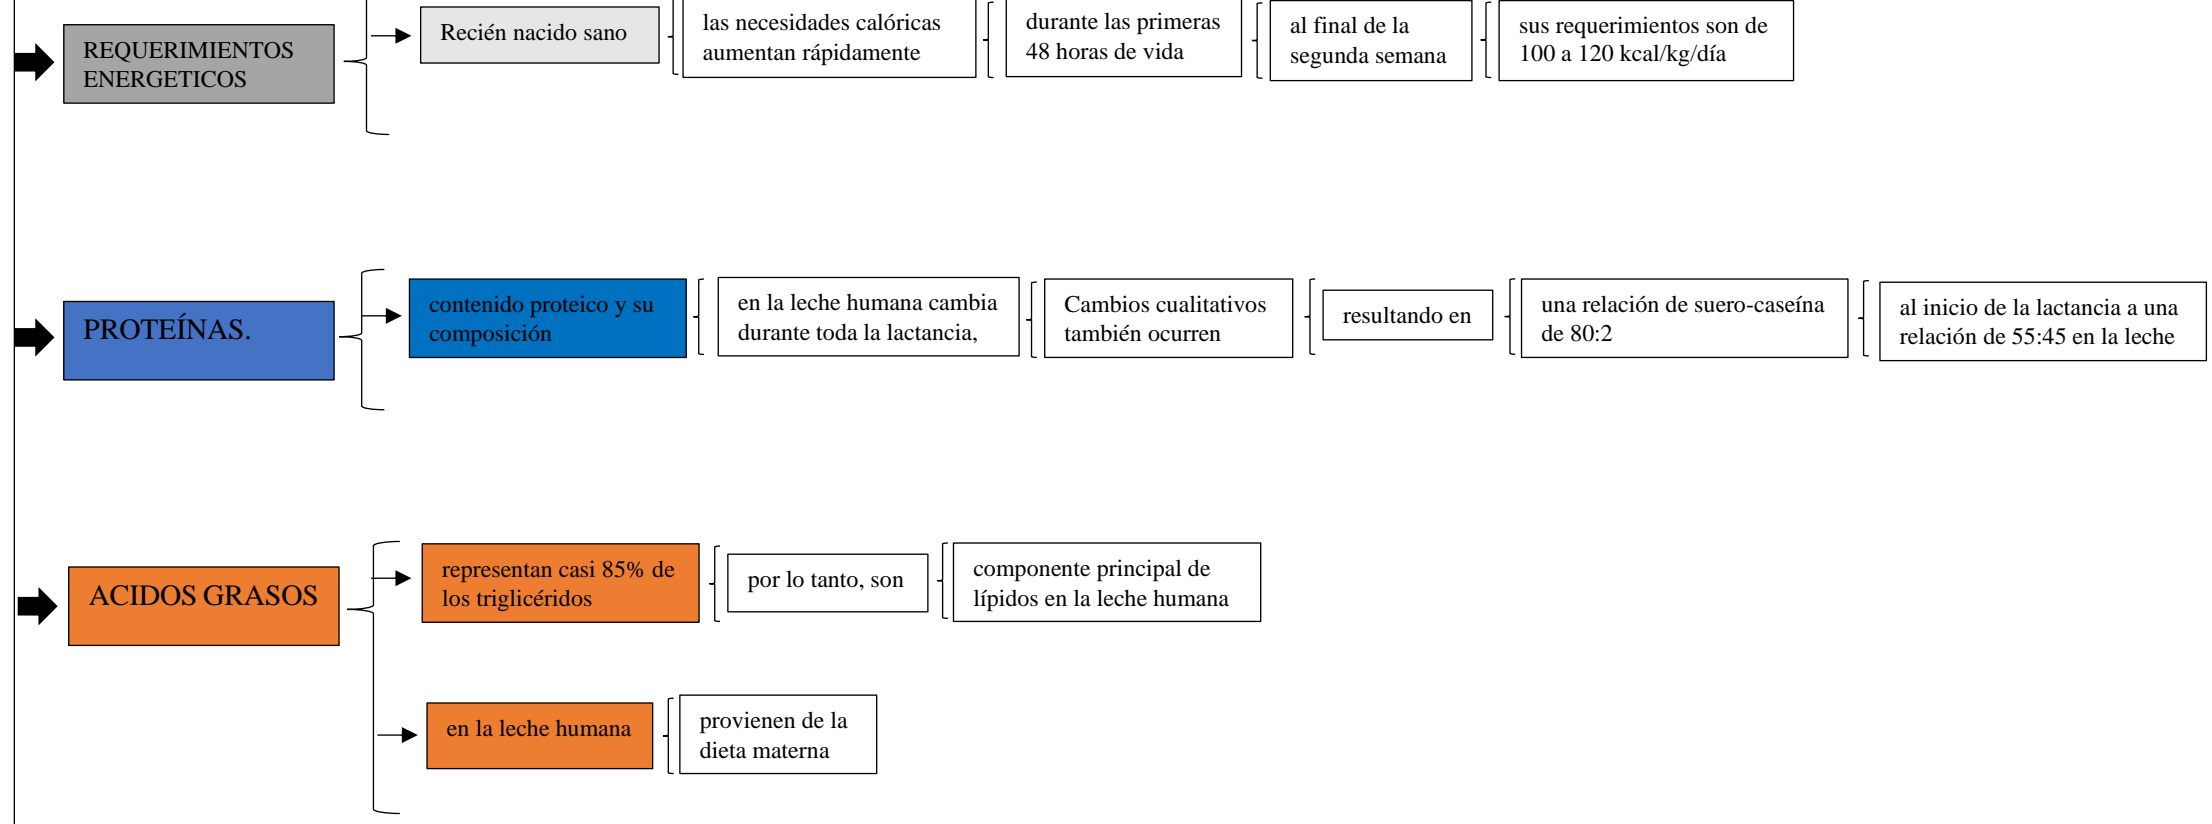 REQUERIMIENTOS
ENERGETICOS
Recién nacido sano
las necesidades calóricas
aumentan rápidamente
durante las primeras
48 horas de vida
al final de la
segunda semana
sus requerimientos son de
100 a 120 kcal/kg/día
PROTEÍNAS.
contenido proteico y su
composición
en la leche humana cambia
durante toda la lactancia,
Cambios cualitativos
también ocurren
resultando en
una relación de suero-caseína
de 80:2
al inicio de la lactancia a una
relación de 55:45 en la leche
ACIDOS GRASOS
representan casi 85% de
los triglicéridos
por lo tanto, son
componente principal de
lípidos en la leche humana
en la leche humana
provienen de la
dieta materna